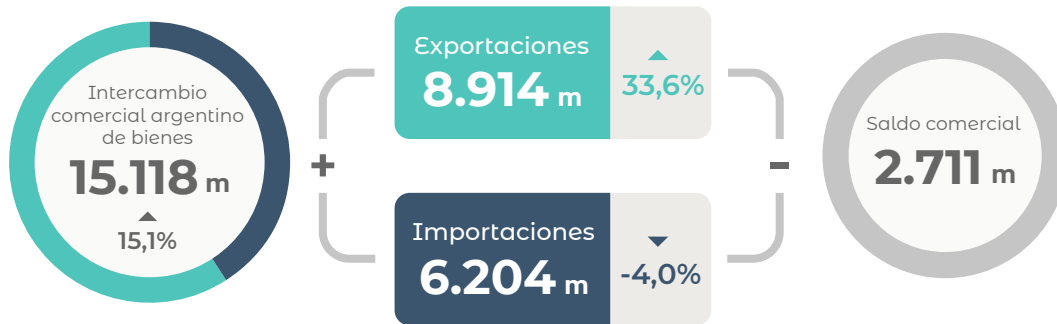 Intercambio
comercial argentino
de bienes
15.118 m
15,1%
+
Exportaciones
8.914 m
33,6%
Importaciones
6.204 m
-4,0%
-
Saldo comercial
2.711 m